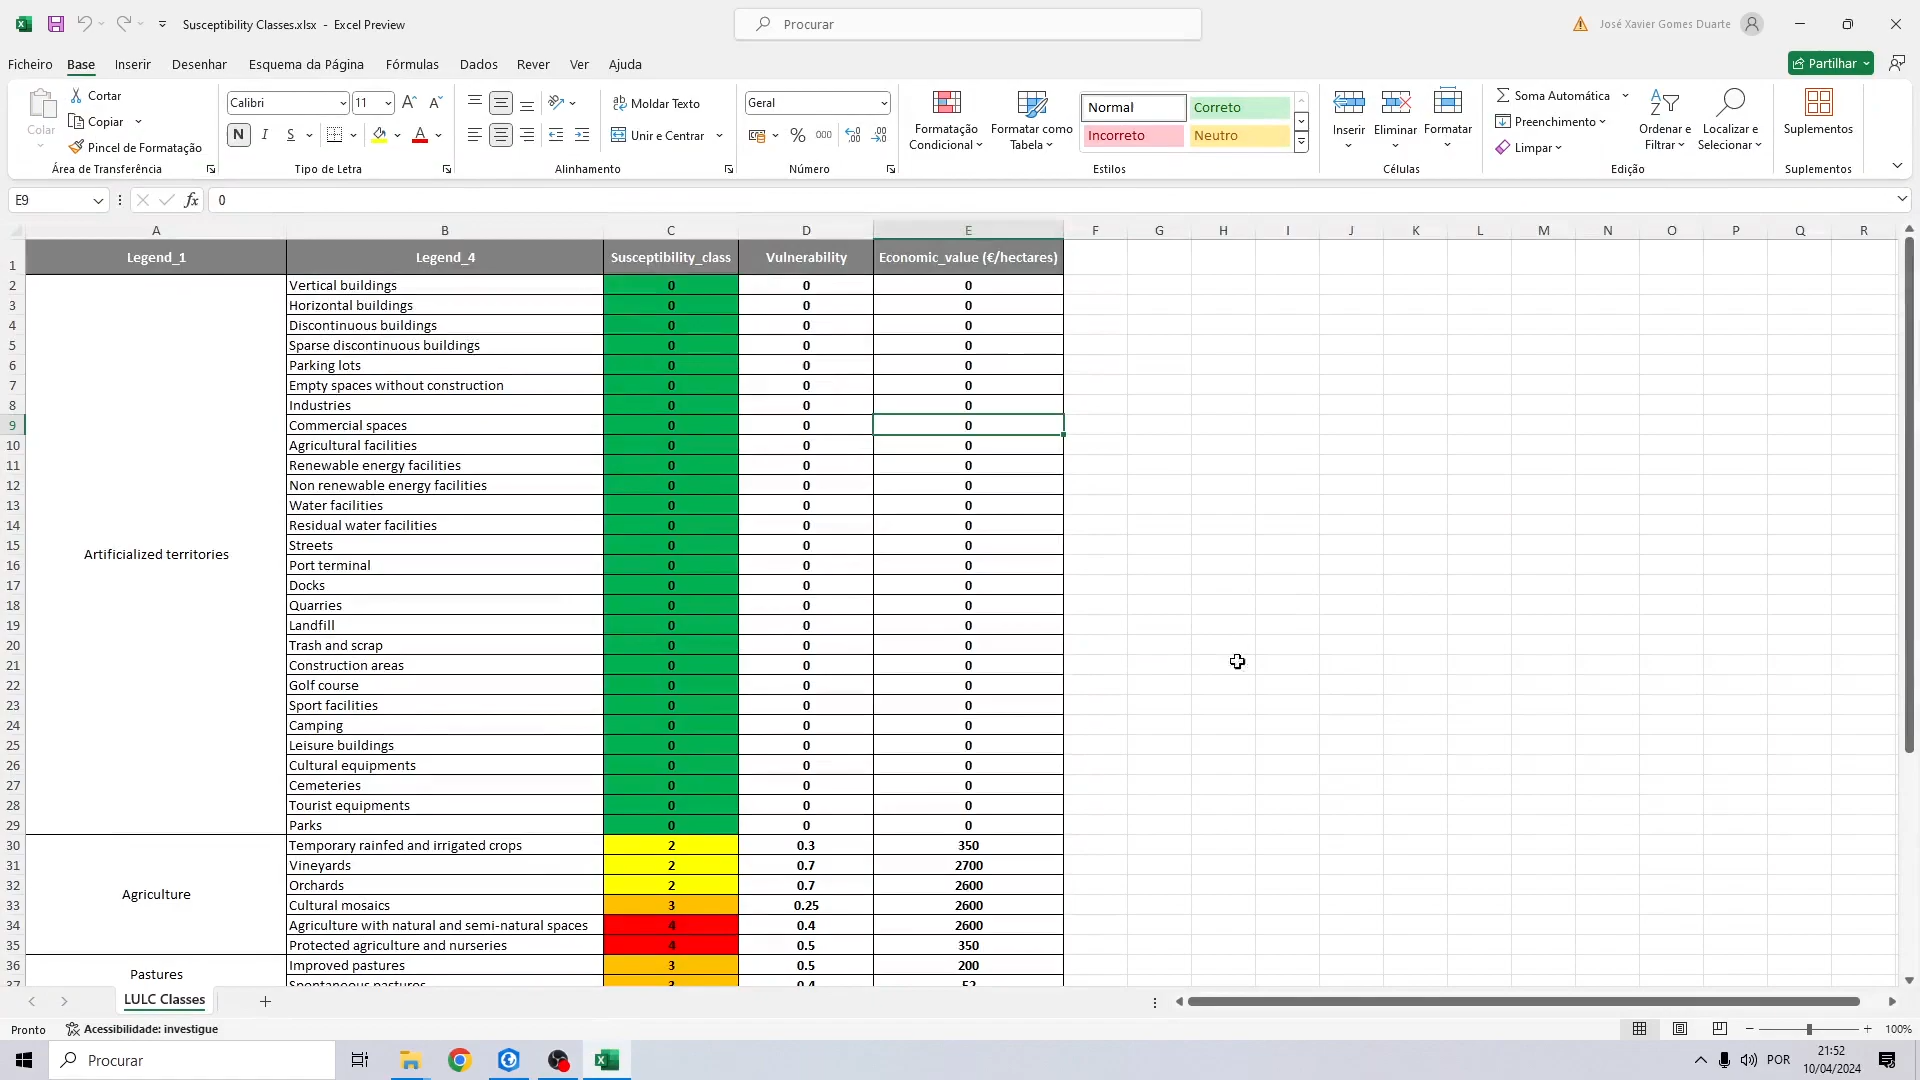 Susceptibility Classes.xlsx - Excel Preview
Procurar
José Xavier Gomes Duarte
Ficheiro Base Inserir Desenhar Esquema da Página Fórmulas Dados Rever Ver Ajuda
Partilhar
Colar
Cortar
Copiar
Pincel de Formatação
Área de Transferência
Calibri 11
N I S
Tipo de Letra
Moldar Texto
Unir e Centrar
Alinhamento
Geral
% 000
Número
Formatação Condicional
Formatar como Tabela
Normal Correto
Incorreto Neutro
Estilos
Inserir Eliminar Formatar
Células
Soma Automática
Preenchimento
Limpar
Ordenar e Filtrar
Localizar e Selecionar
Edição
Suplementos
Suplementos
E9 fx 0
A B C D E F G H I J K L M N O P Q R
1 Legend_1 Legend_4 Susceptibility_class Vulnerability Economic_value (€/hectares)
2 Vertical buildings 0 0 0
3 Horizontal buildings 0 0 0
4 Discontinuous buildings 0 0 0
5 Sparse discontinuous buildings 0 0 0
6 Parking lots 0 0 0
7 Empty spaces without construction 0 0 0
8 Industries 0 0 0
9 Commercial spaces 0 0 0
10 Agricultural facilities 0 0 0
11 Renewable energy facilities 0 0 0
12 Non renewable energy facilities 0 0 0
13 Water facilities 0 0 0
14 Residual water facilities 0 0 0
15 Streets 0 0 0
Artificialized territories
16 Port terminal 0 0 0
17 Docks 0 0 0
18 Quarries 0 0 0
19 Landfill 0 0 0
20 Trash and scrap 0 0 0
21 Construction areas 0 0 0
22 Golf course 0 0 0
23 Sport facilities 0 0 0
24 Camping 0 0 0
25 Leisure buildings 0 0 0
26 Cultural equipments 0 0 0
27 Cemeteries 0 0 0
28 Tourist equipments 0 0 0
29 Parks 0 0 0
30 Temporary rainfed and irrigated crops 2 0.3 350
31 Vineyards 2 0.7 2700
32 Orchards 2 0.7 2600
Agriculture
33 Cultural mosaics 3 0.25 2600
34 Agriculture with natural and semi-natural spaces 4 0.4 2600
35 Protected agriculture and nurseries 4 0.5 350
36 Improved pastures 3 0.5 200
Pastures
37 Spontaneous pastures 3 0.4 52
LULC Classes
Pronto Acessibilidade: investigue 100%
Procurar
POR
21:52
10/04/2024